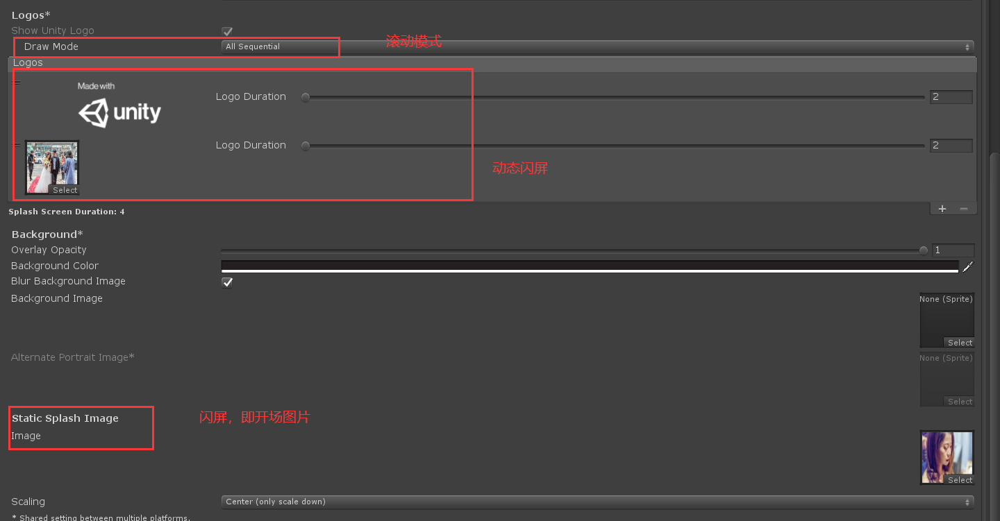 Logos*
Show Unity Logo
Draw Mode
All Sequential
滚动模式
Logos
Made with
unity
Logo Duration
2
Select
Logo Duration
2
动态闪屏
Splash Screen Duration: 4
+ −
Background*
Overlay Opacity
1
Background Color
Blur Background Image
Background Image
None (Sprite)
Select
Alternate Portrait Image*
None (Sprite)
Select
Static Splash Image
闪屏，即开场图片
Image
Select
Scaling
Center (only scale down)
* Shared setting between multiple platforms.